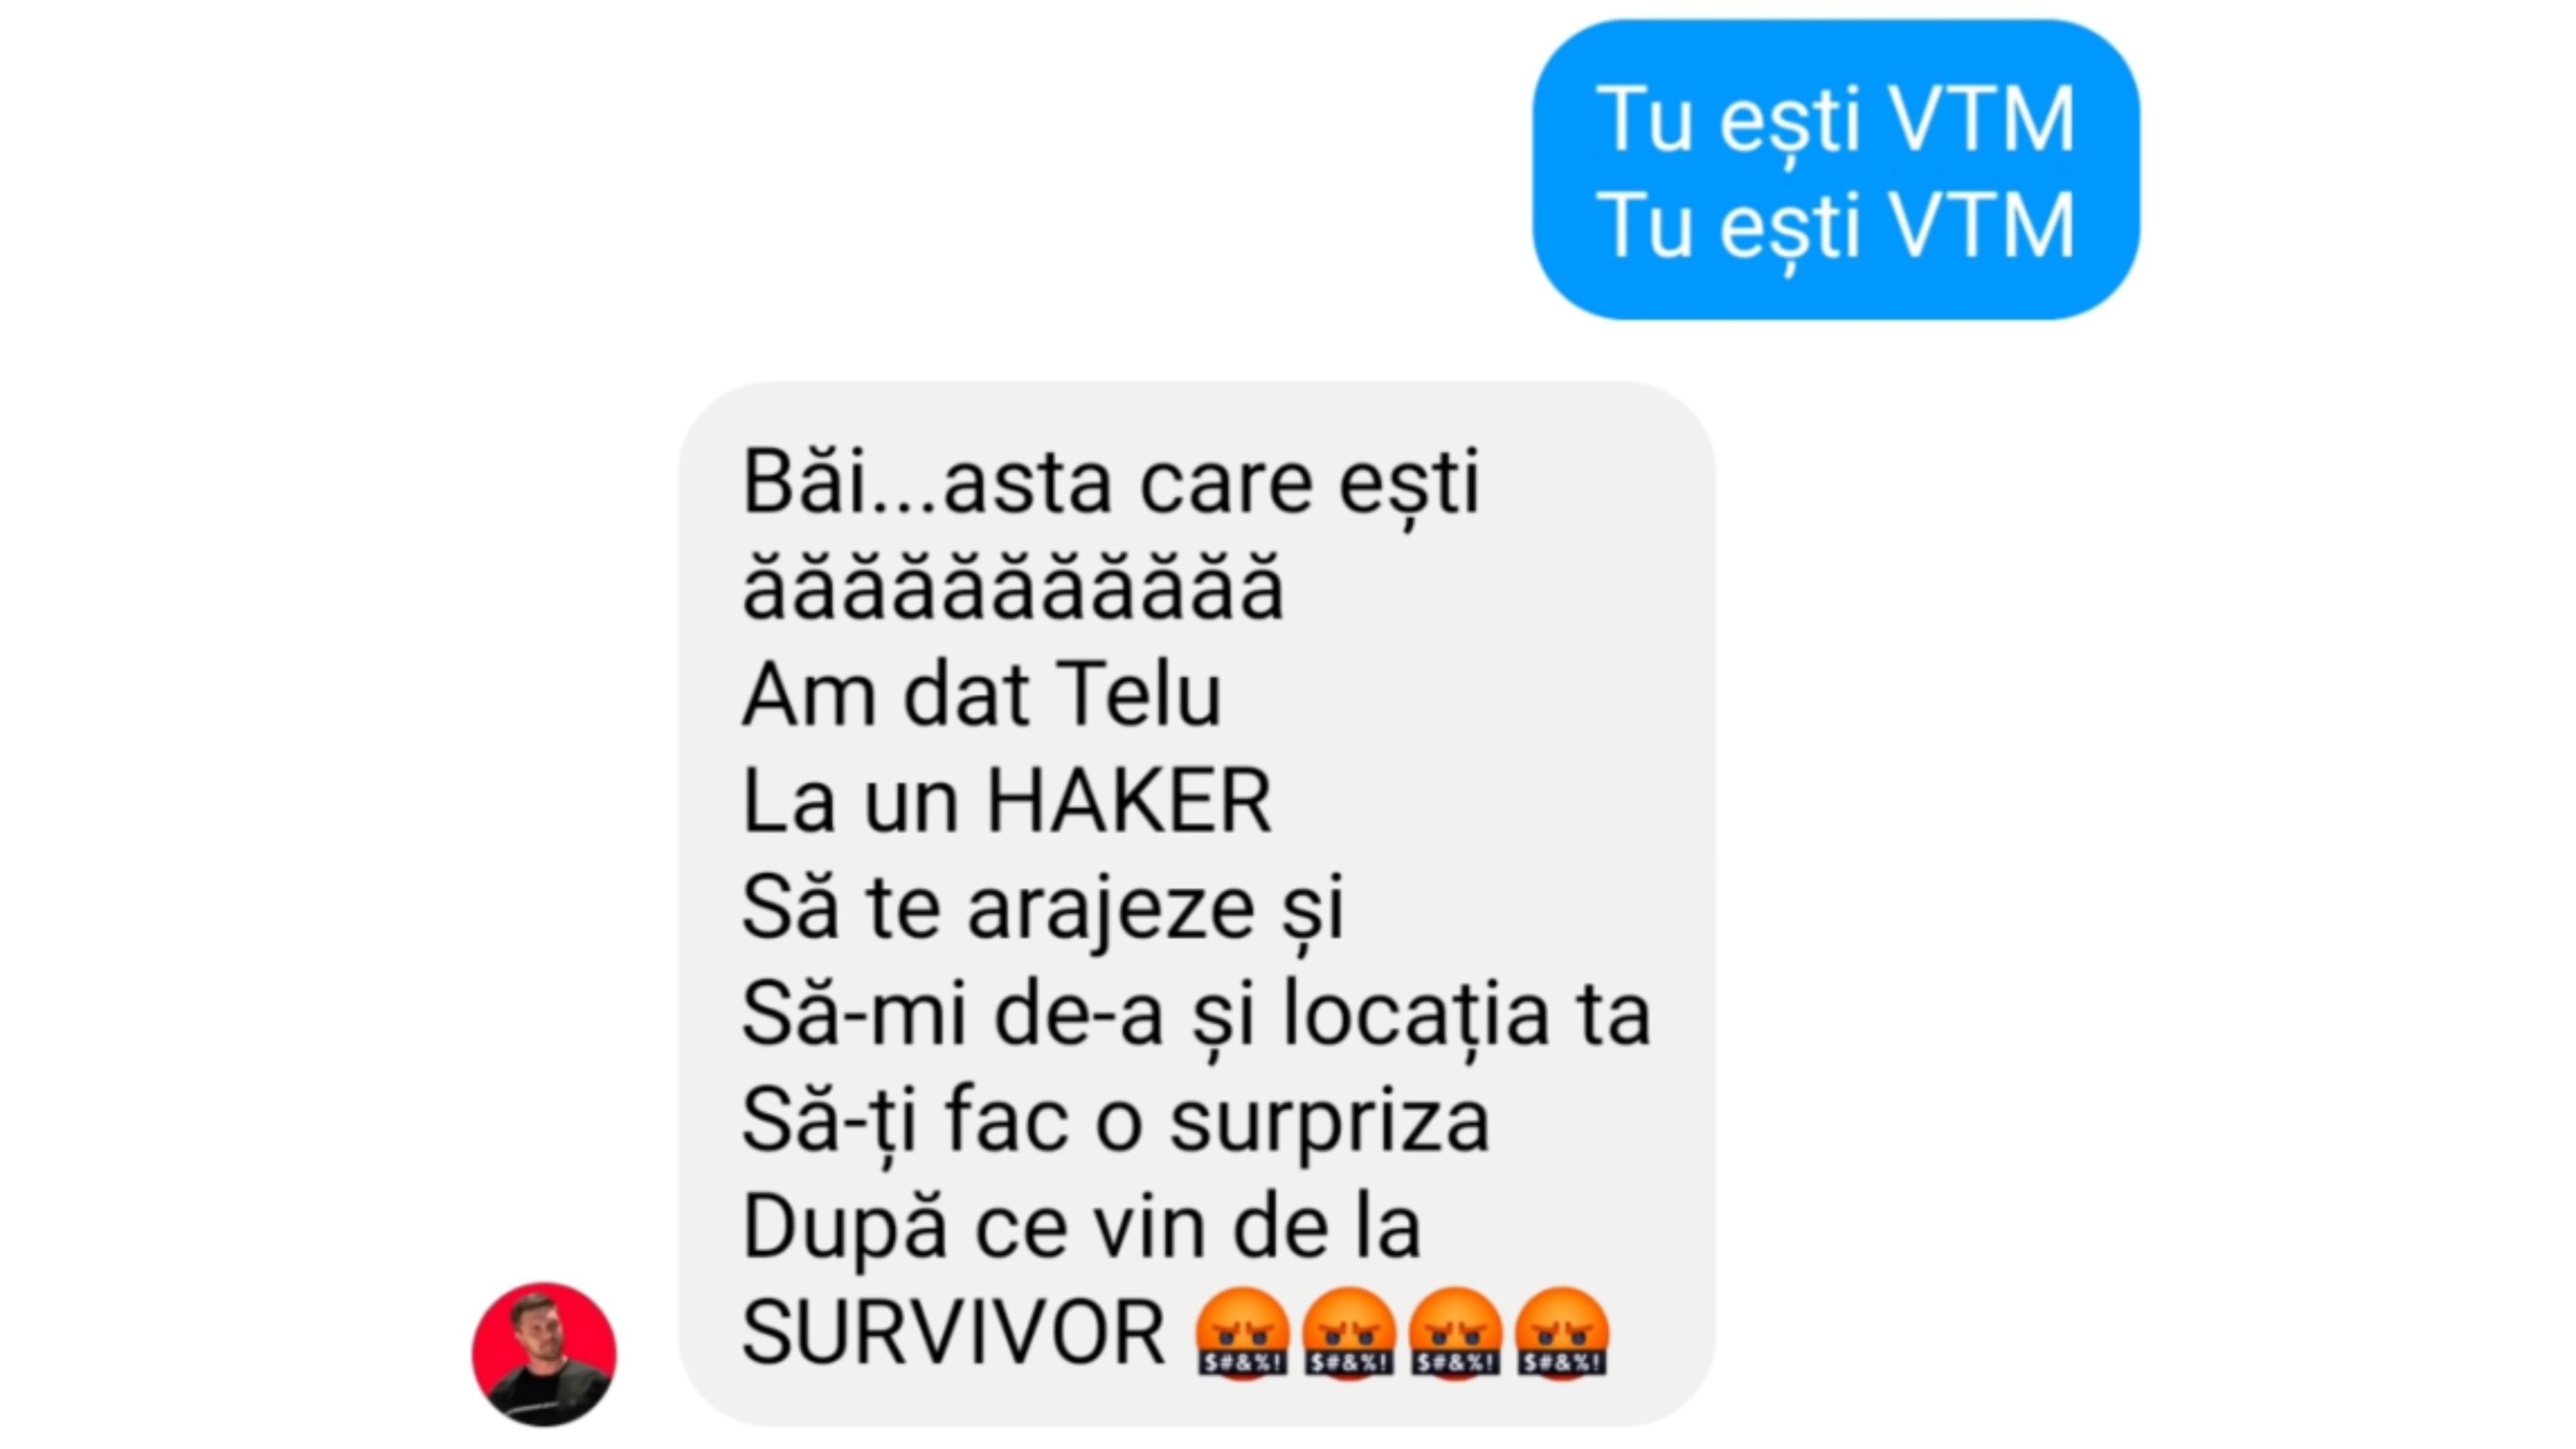 Tu ești VTM
Tu ești VTM
Băi...asta care ești
ăăăăăăăăăăă
Am dat Telu
La un HAKER
Să te arajeze și
Să-mi de-a și locația ta
Să-ți fac o surpriza
După ce vin de la
SURVIVOR 🤬🤬🤬🤬